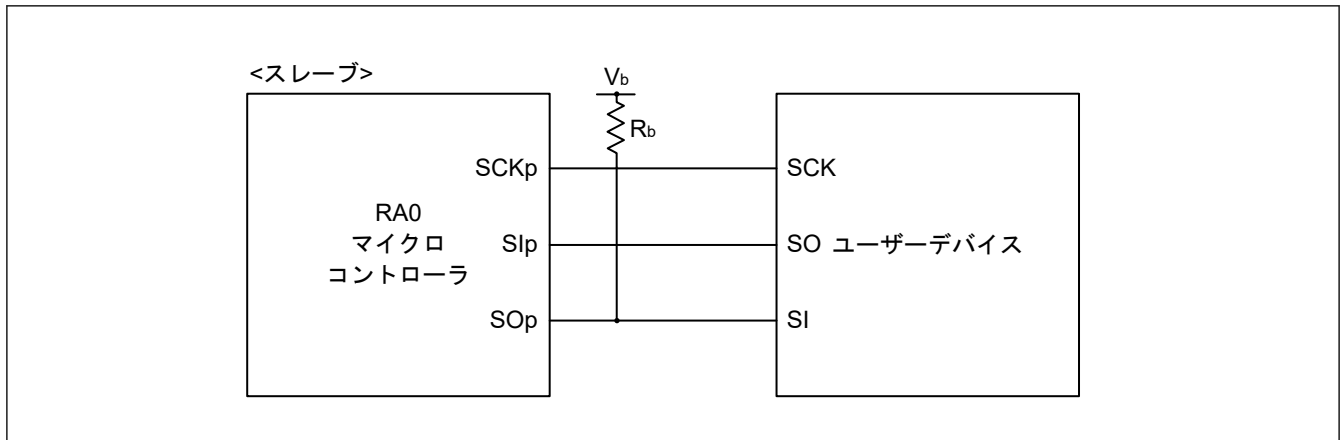 <スレーブ>
Vb
Rb
SCKp
SCK
RA0
マイクロ
コントローラ
SIp
SO ユーザーデバイス
SOp
SI